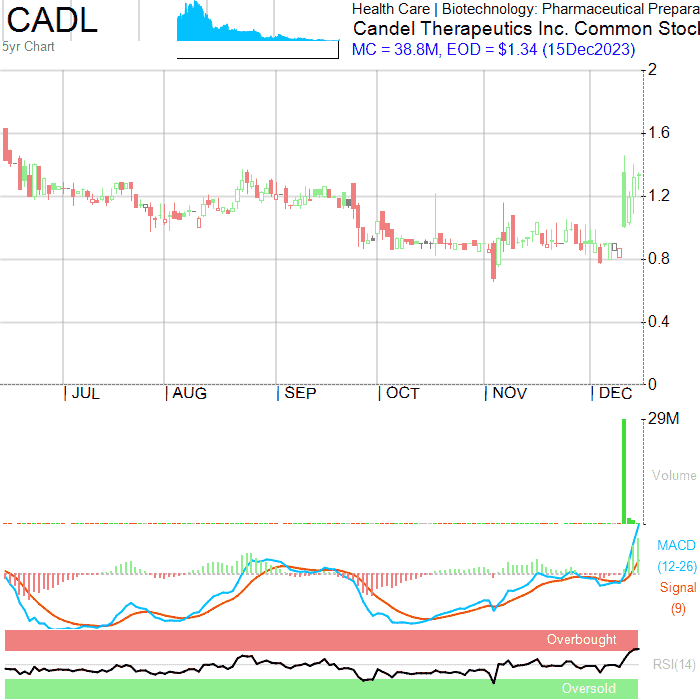 CADL
5yr Chart
Health Care | Biotechnology: Pharmaceutical Prepara
Candel Therapeutics Inc. Common Stoc
MC = 38.8M, EOD = $1.34 (15Dec2023)
2
1.6
1.2
0.8
0.4
0
| JUL | AUG | SEP | OCT | NOV | DEC
29M
Volume
MACD
(12-26)
Signal
(9)
Overbought
RSI(14)
Oversold